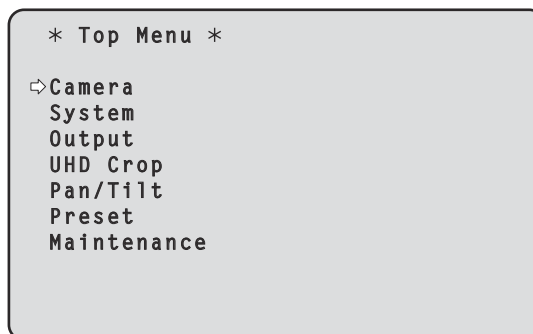 * Top Menu *
⇨Camera
System
Output
UHD Crop
Pan/Tilt
Preset
Maintenance